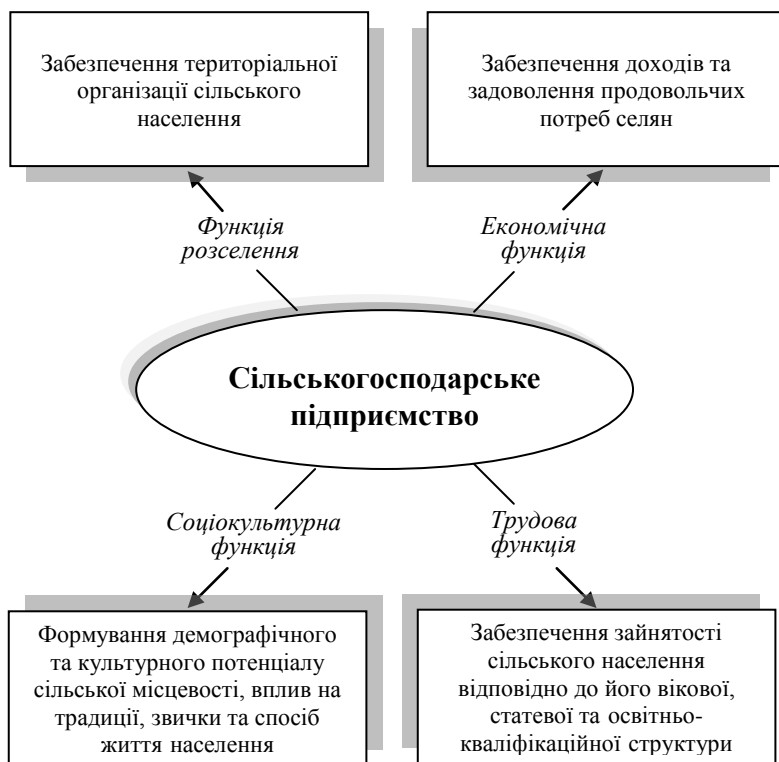 Забезпечення територіальної
організації сільського
населення
Забезпечення доходів та
задоволення продовольчих
потреб селян
Функція
розселення
Економічна
функція
Сільськогосподарське
підприємство
Соціокультурна
функція
Трудова
функція
Формування демографічного
та культурного потенціалу
сільської місцевості, вплив на
традиції, звички та спосіб
життя населення
Забезпечення зайнятості
сільського населення
відповідно до його вікової,
статевої та освітньо-
кваліфікаційної структури